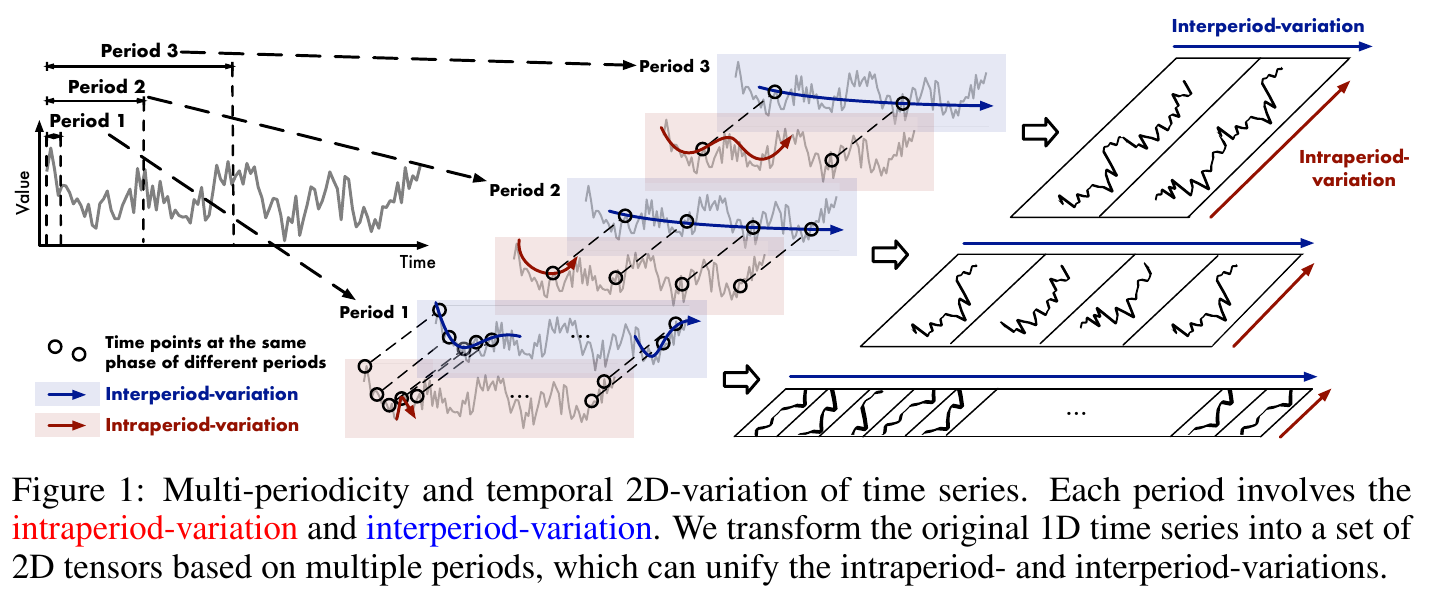 Period 3
Period 2
Period 1
Value
Time
Period 3
Period 2
Period 1
Interperiod-variation
Intraperiod-
variation
...
...
...
Time points at the same
phase of different periods
Interperiod-variation
Intraperiod-variation
Figure 1: Multi-periodicity and temporal 2D-variation of time series. Each period involves the
intraperiod-variation and interperiod-variation. We transform the original 1D time series into a set of
2D tensors based on multiple periods, which can unify the intraperiod- and interperiod-variations.